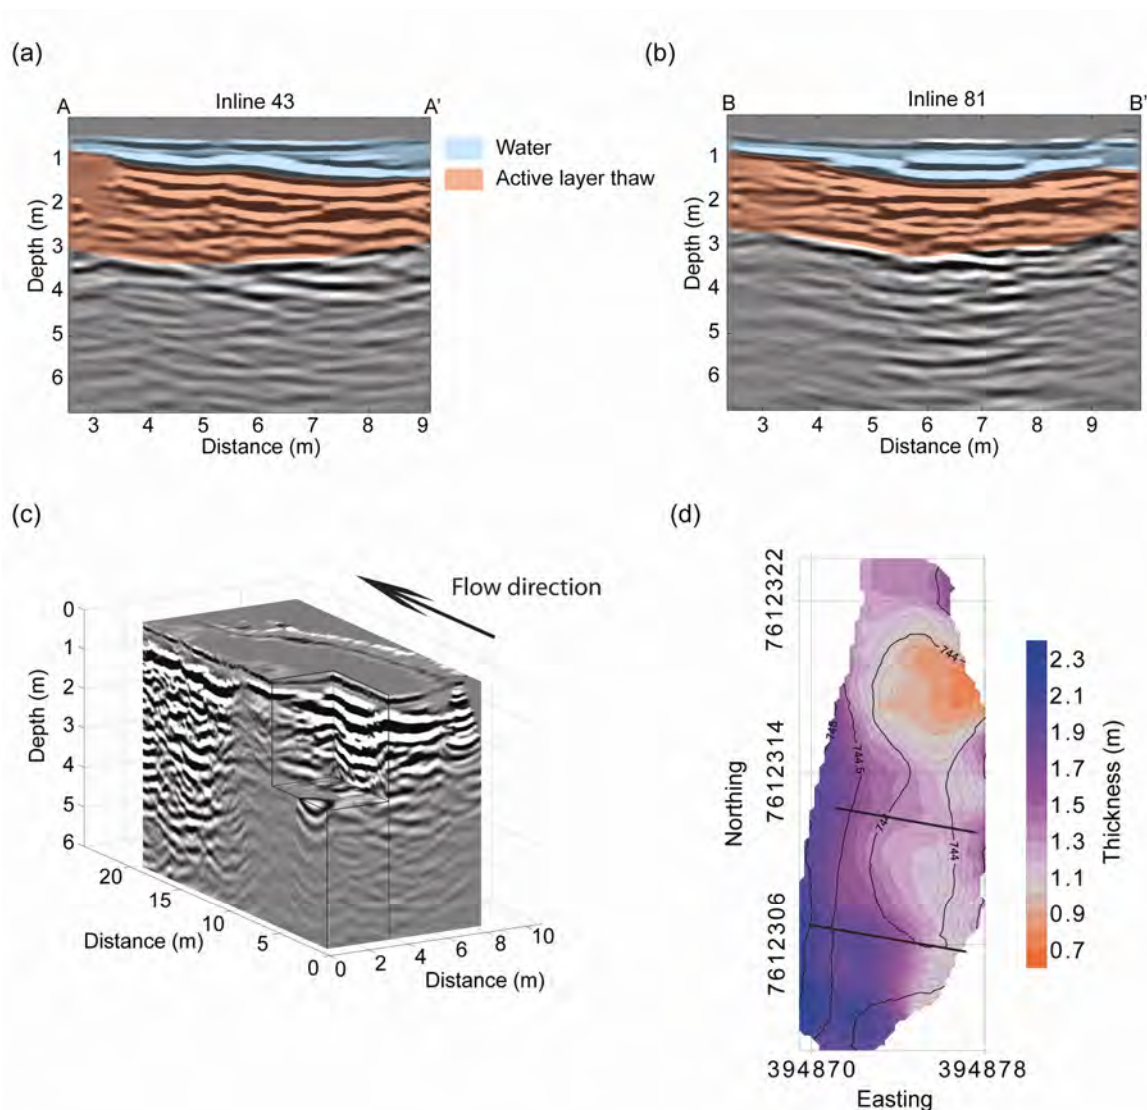 (a)
A Inline 43 A'
Depth (m)
1
2
3
4
5
6
3 4 5 6 7 8 9
Distance (m)
Water
Active layer thaw
(b)
B Inline 81 B'
Depth (m)
1
2
3
4
5
6
3 4 5 6 7 8 9
Distance (m)
(c)
Flow direction
Depth (m)
0
1
2
3
4
5
6
20 15 10 5 0
Distance (m)
0 2 4 6 8 10
Distance (m)
(d)
Northing
7612322
7612314
7612306
394870 394878
Easting
744.5
744
744
2.3
2.1
1.9
1.7
1.5
1.3
1.1
0.9
0.7
Thickness (m)